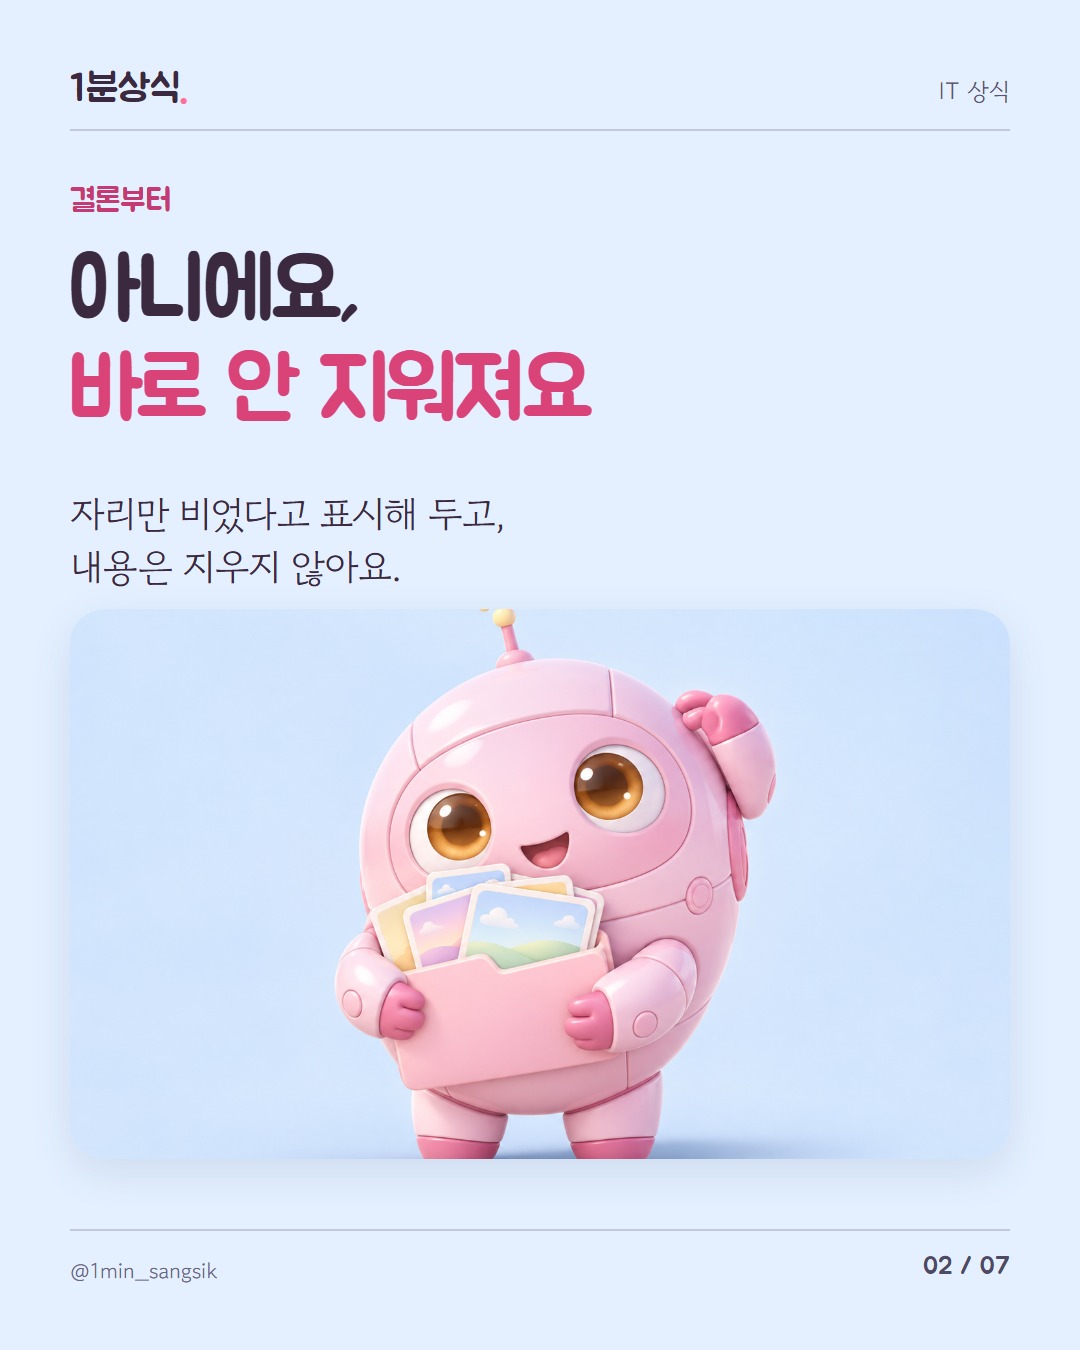 1분상식.
IT 상식
결론부터
아니에요,
바로 안 지워져요
자리만 비었다고 표시해 두고,
내용은 지우지 않아요.
@1min_sangsik
02 / 07